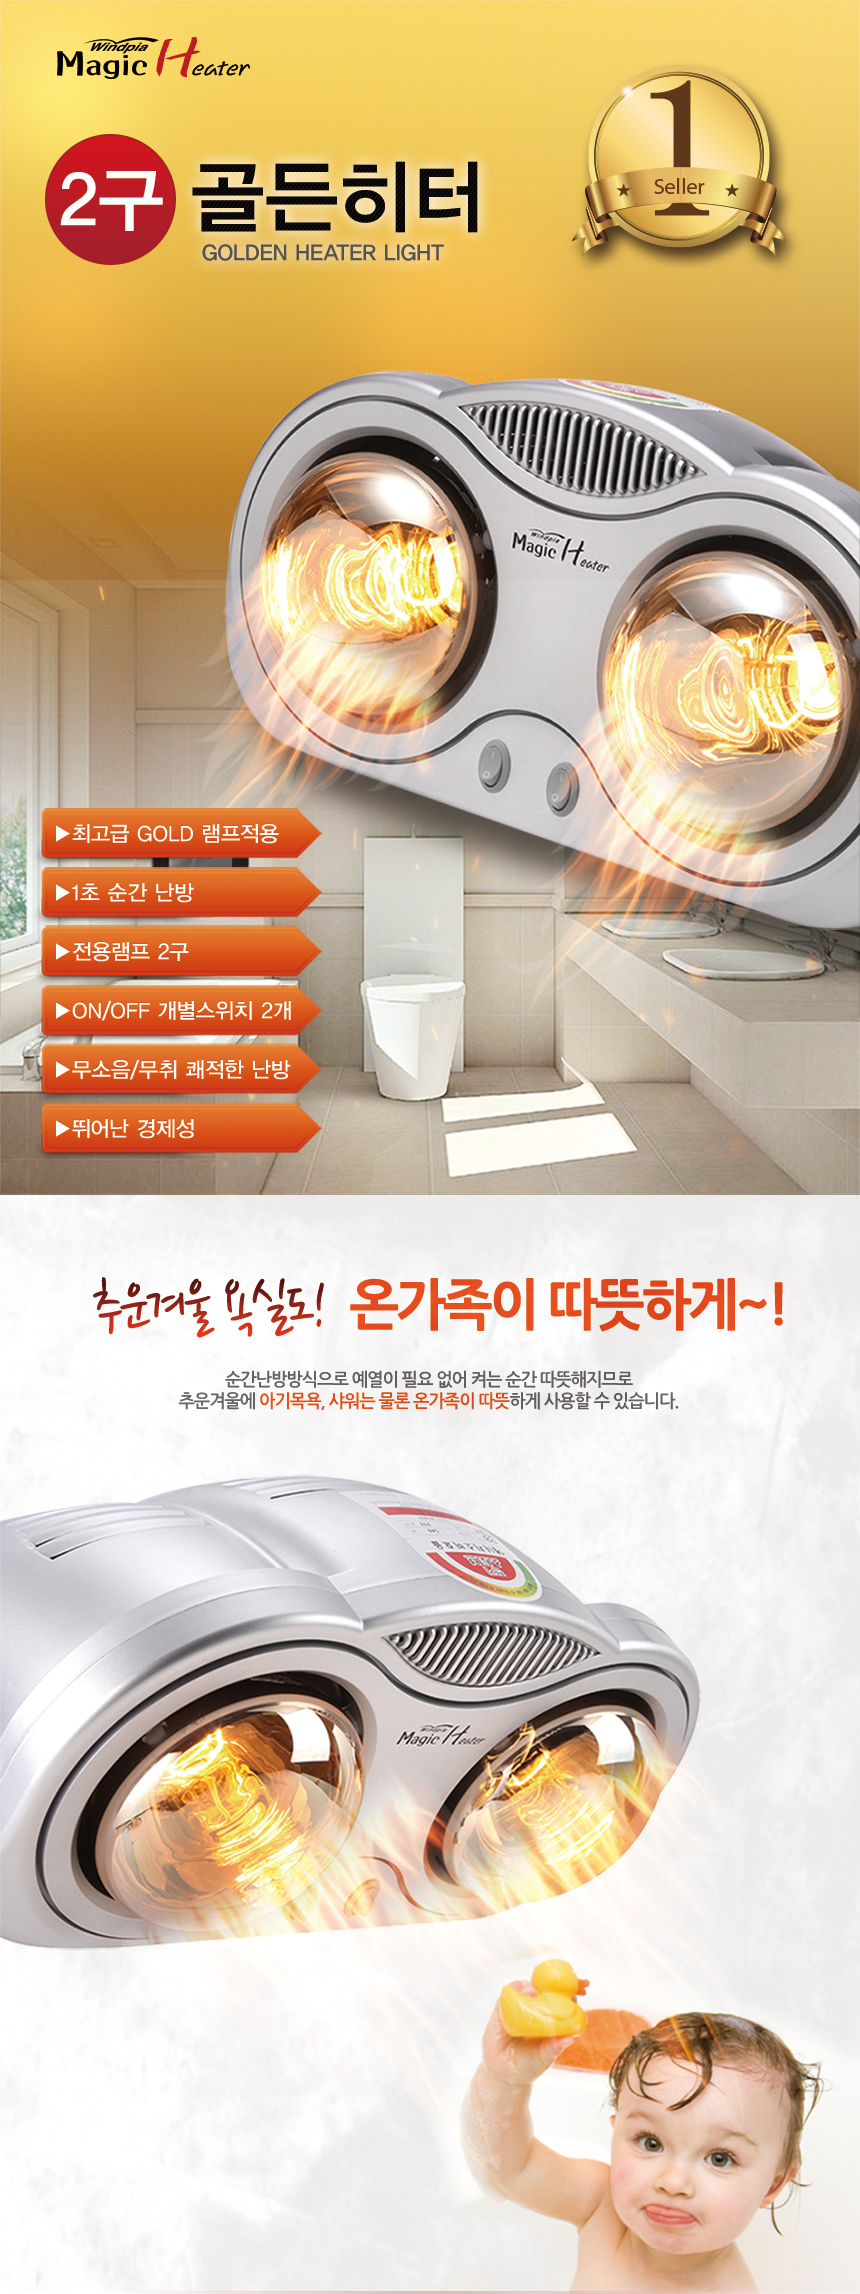 Windpia
Magic Heater
1
Seller
2구 골든히터
GOLDEN HEATER LIGHT
Windpia
Magic Heater
▶최고급 GOLD 램프적용
▶1초 순간 난방
▶전용램프 2구
▶ON/OFF 개별스위치 2개
▶무소음/무취 쾌적한 난방
▶뛰어난 경제성
추운겨울 욕실도! 온가족이 따뜻하게~!
순간난방방식으로 예열이 필요 없어 켜는 순간 따뜻해지므로
추운겨울에 아기목욕, 샤워는 물론 온가족이 따뜻하게 사용할 수 있습니다.
Windpia
Magic Heater